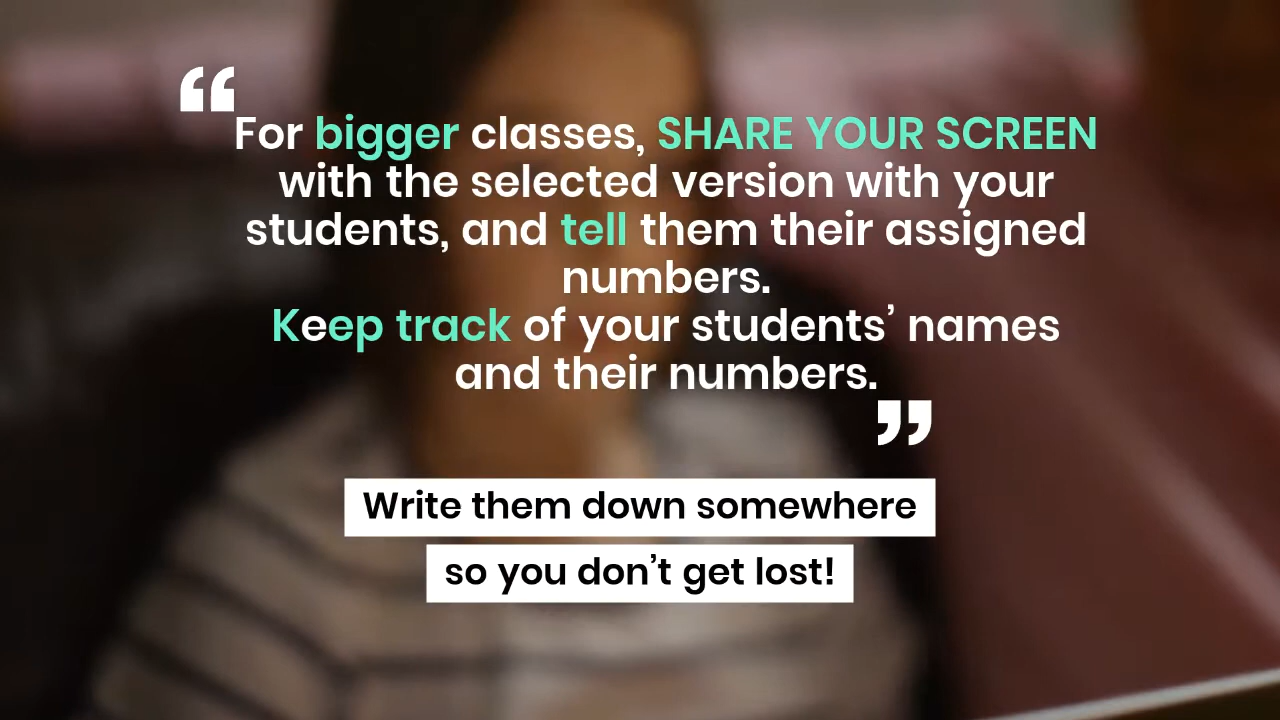 “For bigger classes, SHARE YOUR SCREEN
with the selected version with your
students, and tell them their assigned
numbers.
Keep track of your students’ names
and their numbers.”
Write them down somewhere
so you don’t get lost!